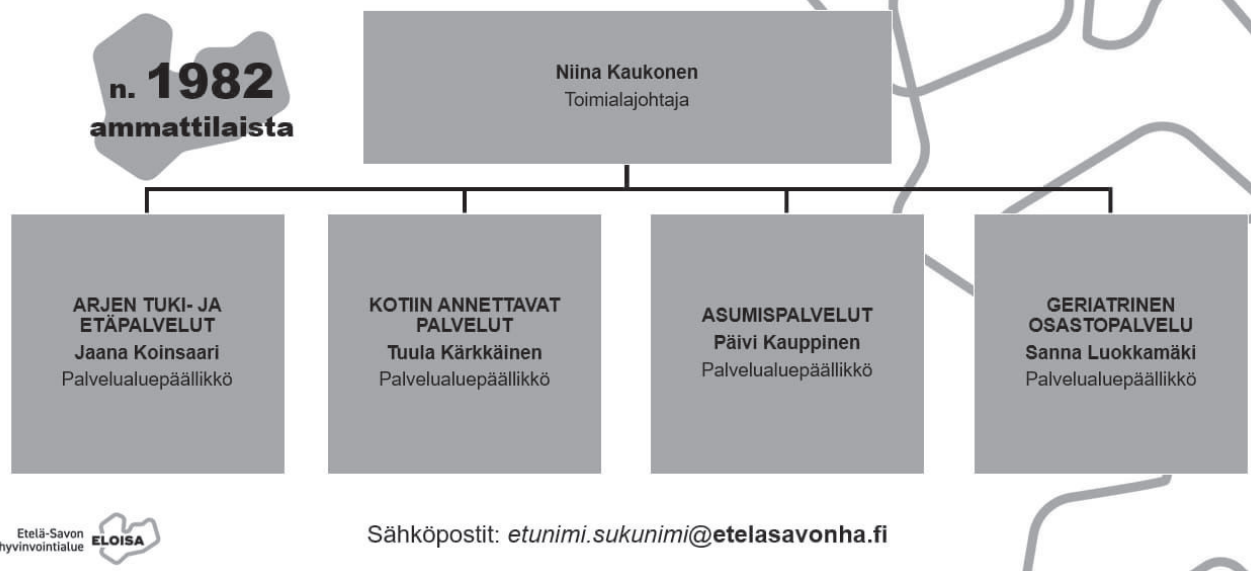 n. 1982
ammattilaista
Niina Kaukonen
Toimialajohtaja
ARJEN TUKI- JA
ETÄPALVELUT
Jaana Koinsaari
Palvelualuepäällikkö
KOTIIN ANNETTAVAT
PALVELUT
Tuula Kärkkäinen
Palvelualuepäällikkö
ASUMISPALVELUT
Päivi Kauppinen
Palvelualuepäällikkö
GERIATRINEN
OSASTOPALVELU
Sanna Luokkamäki
Palvelualuepäällikkö
Etelä-Savon
hyvinvointialue
ELOISA
Sähköpostit: etunimi.sukunimi@etelasavonha.fi